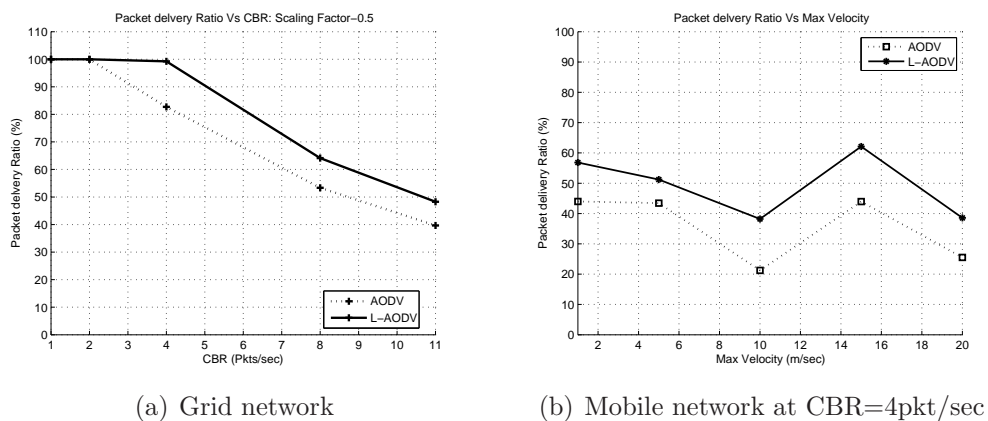 Packet delvery Ratio Vs CBR: Scaling Factor−0.5
Packet delvery Ratio (%)
110
100
90
80
70
60
50
40
30
20
10
0
1 2 3 4 5 6 7 8 9 10 11
CBR (Pkts/sec)
AODV
L−AODV
(a) Grid network
Packet delvery Ratio Vs Max Velocity
Packet delivery Ratio (%)
100
90
80
70
60
50
40
30
20
10
0
2 4 6 8 10 12 14 16 18 20
Max Velocity (m/sec)
AODV
L−AODV
(b) Mobile network at CBR=4pkt/sec